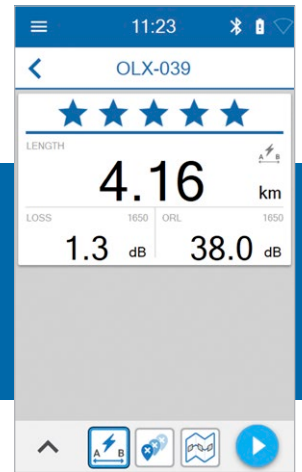 11:23
OLX-039
LENGTH
A B
4.16 km
LOSS 1650 ORL 1650
1.3 dB 38.0 dB
A B